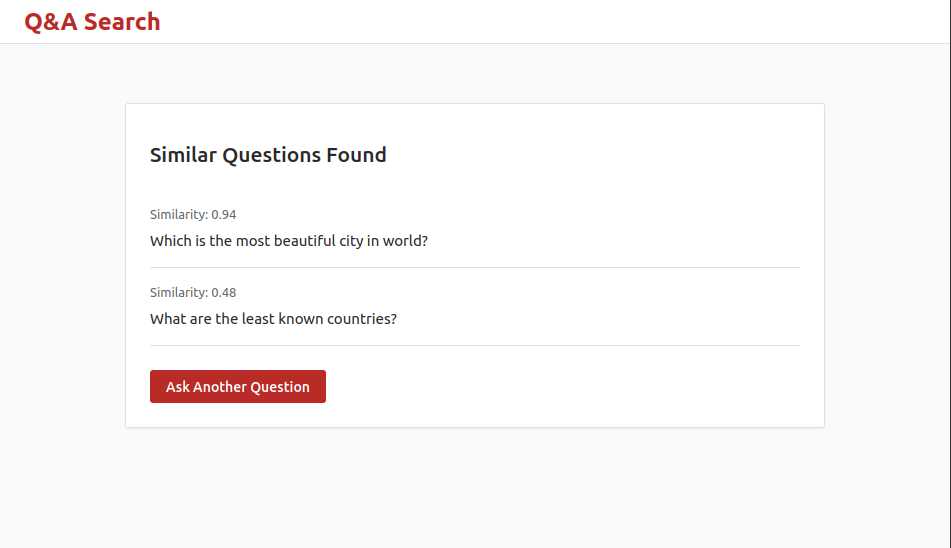 Q&A Search
Similar Questions Found
Similarity: 0.94
Which is the most beautiful city in world?
Similarity: 0.48
What are the least known countries?
Ask Another Question